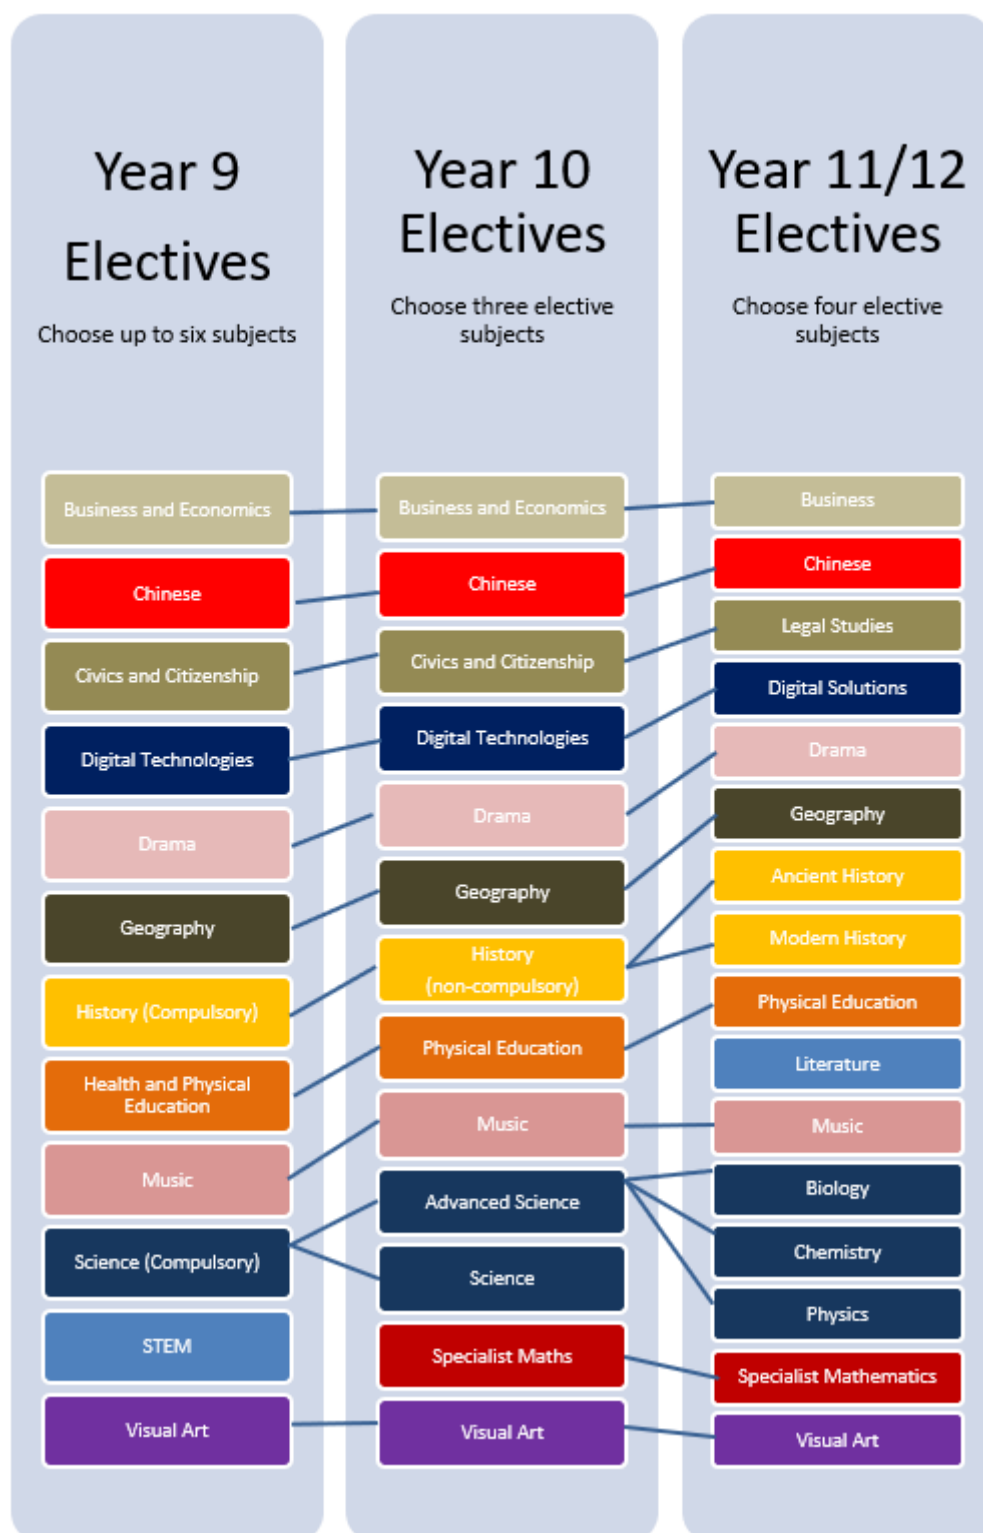 Year 9
Electives
Choose up to six subjects
Business and Economics
Chinese
Civics and Citizenship
Digital Technologies
Drama
Geography
History (Compulsory)
Health and Physical
Education
Music
Science (Compulsory)
STEM
Visual Art
Year 10
Electives
Choose three elective
subjects
Business and Economics
Chinese
Civics and Citizenship
Digital Technologies
Drama
Geography
History
(non-compulsory)
Physical Education
Music
Advanced Science
Science
Specialist Maths
Visual Art
Year 11/12
Electives
Choose four elective
subjects
Business
Chinese
Legal Studies
Digital Solutions
Drama
Geography
Ancient History
Modern History
Physical Education
Literature
Music
Biology
Chemistry
Physics
Specialist Mathematics
Visual Art